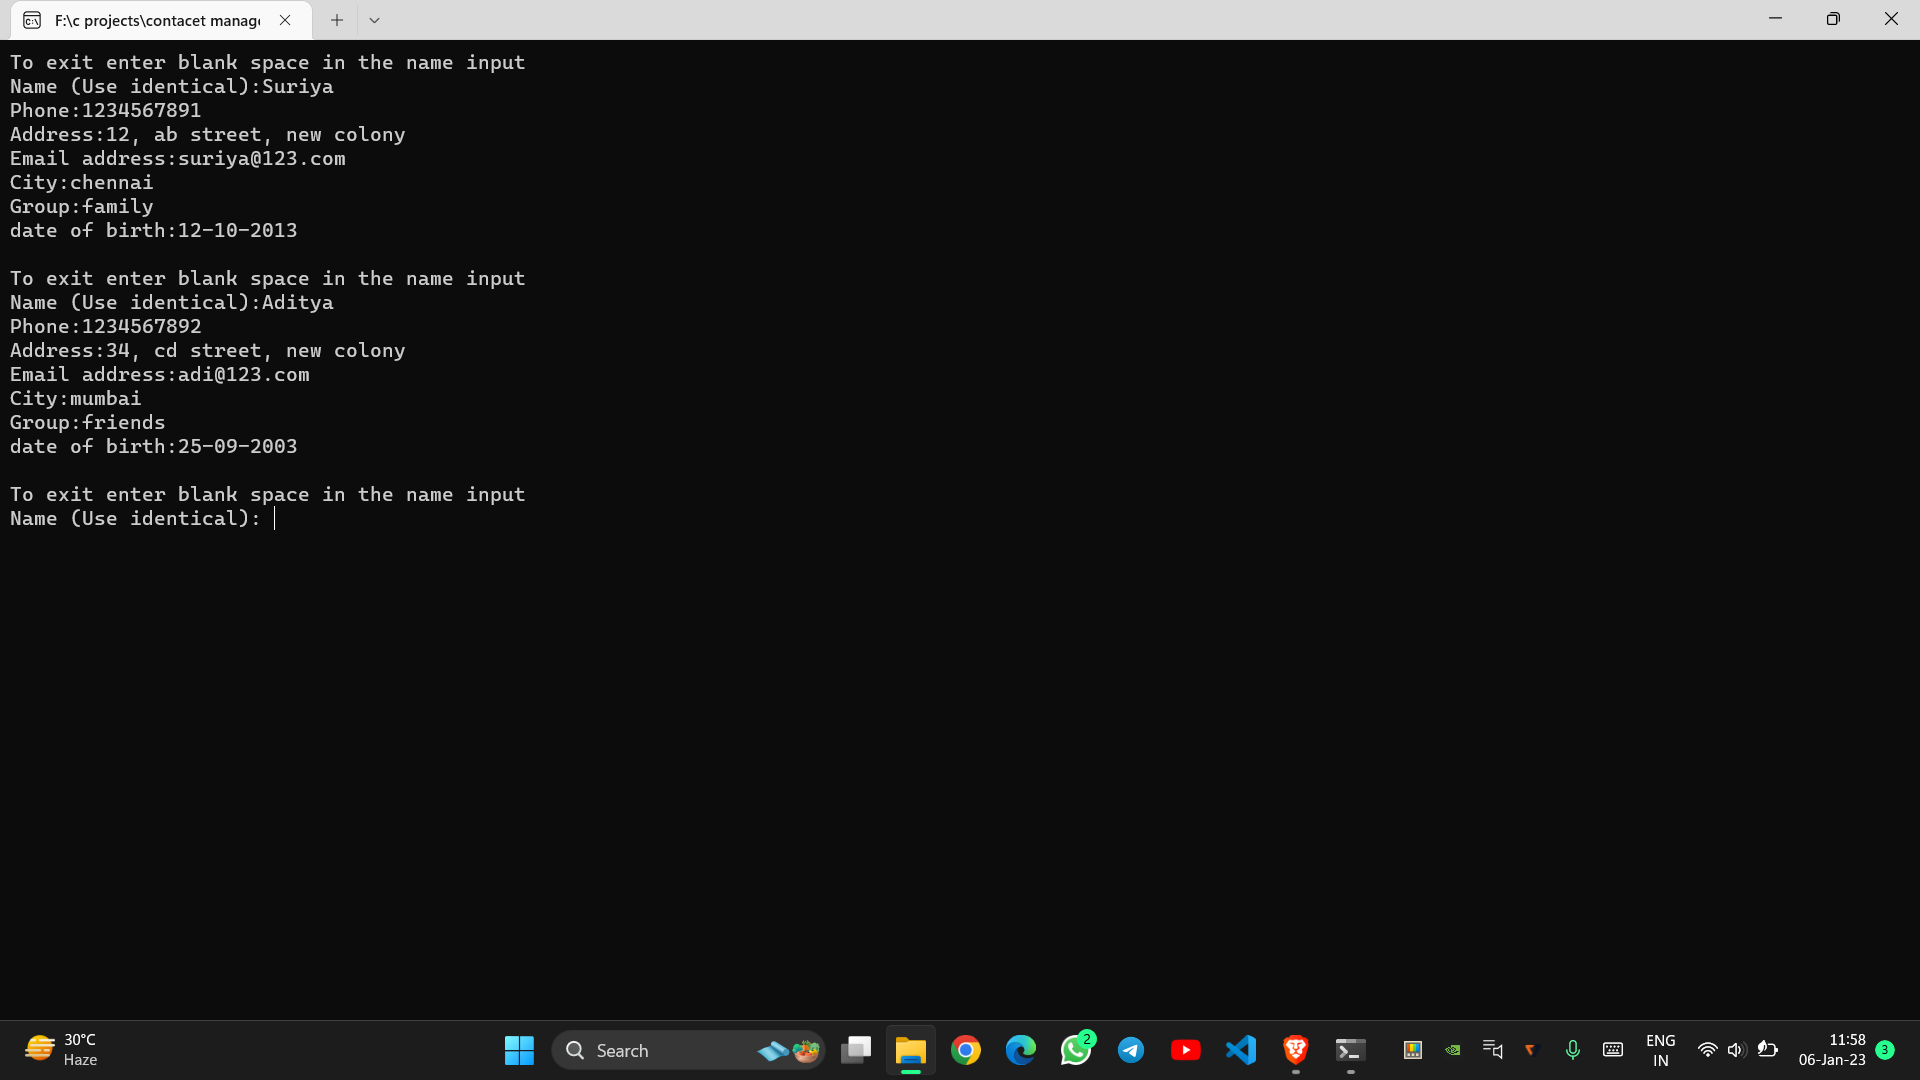 F:\c projects\contacet manag
To exit enter blank space in the name input
Name (Use identical):Suriya
Phone:1234567891
Address:12, ab street, new colony
Email address:suriya@123.com
City:chennai
Group:family
date of birth:12-10-2013
To exit enter blank space in the name input
Name (Use identical):Aditya
Phone:1234567892
Address:34, cd street, new colony
Email address:adi@123.com
City:mumbai
Group:friends
date of birth:25-09-2003
To exit enter blank space in the name input
Name (Use identical):
30°C
Haze
Search
2
ENG
IN
11:58
06-Jan-23
3